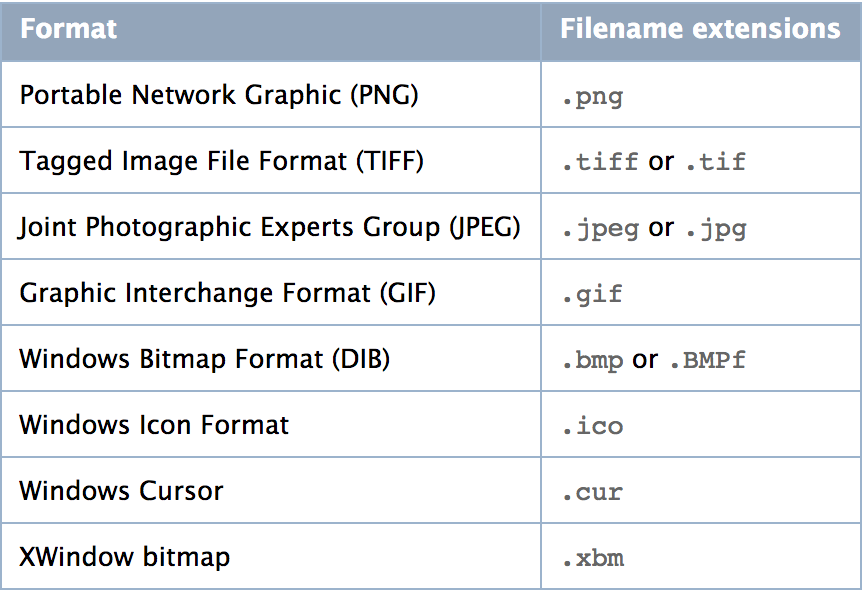 Format Filename extensions
Portable Network Graphic (PNG) .png
Tagged Image File Format (TIFF) .tiff or .tif
Joint Photographic Experts Group (JPEG) .jpeg or .jpg
Graphic Interchange Format (GIF) .gif
Windows Bitmap Format (DIB) .bmp or .BMPf
Windows Icon Format .ico
Windows Cursor .cur
XWindow bitmap .xbm